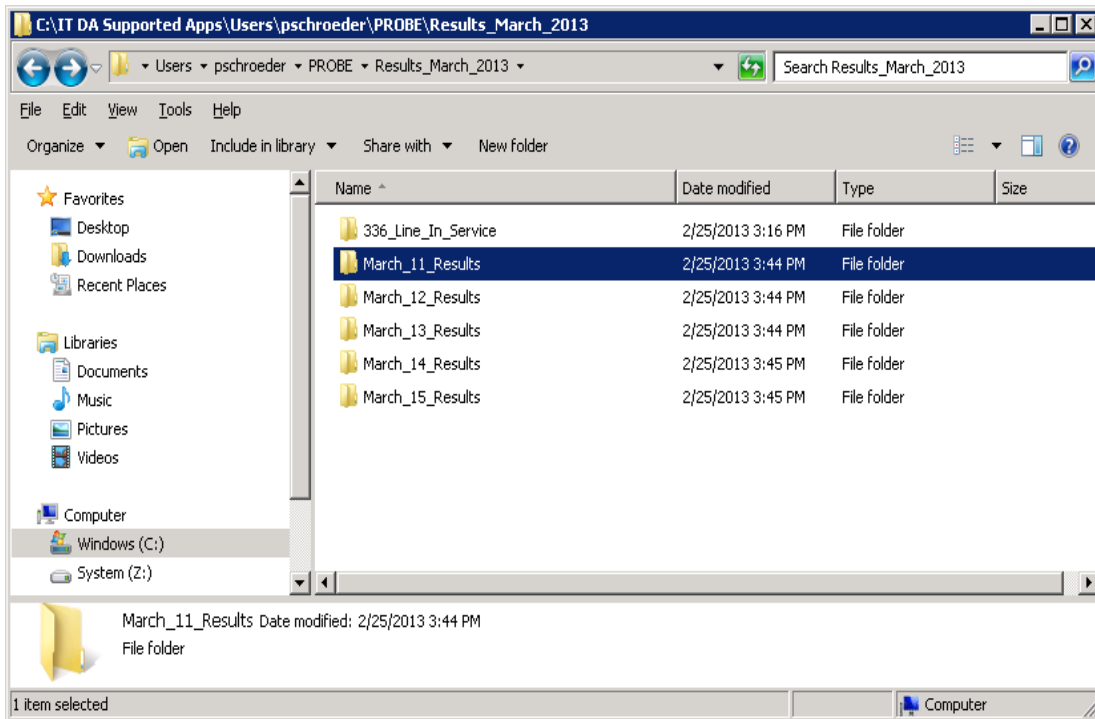 C:\IT DA Supported Apps\Users\pschroeder\PROBE\Results_March_2013
Users pschroeder PROBE Results_March_2013 Search Results_March_2013
File Edit View Tools Help
Organize Open Include in library Share with New folder
Favorites
Desktop
Downloads
Recent Places
Libraries
Documents
Music
Pictures
Videos
Computer
Windows (C:)
System (Z:)
Name Date modified Type Size
336_Line_In_Service 2/25/2013 3:16 PM File folder
March_11_Results 2/25/2013 3:44 PM File folder
March_12_Results 2/25/2013 3:44 PM File folder
March_13_Results 2/25/2013 3:44 PM File folder
March_14_Results 2/25/2013 3:45 PM File folder
March_15_Results 2/25/2013 3:45 PM File folder
March_11_Results Date modified: 2/25/2013 3:44 PM
File folder
1 item selected Computer